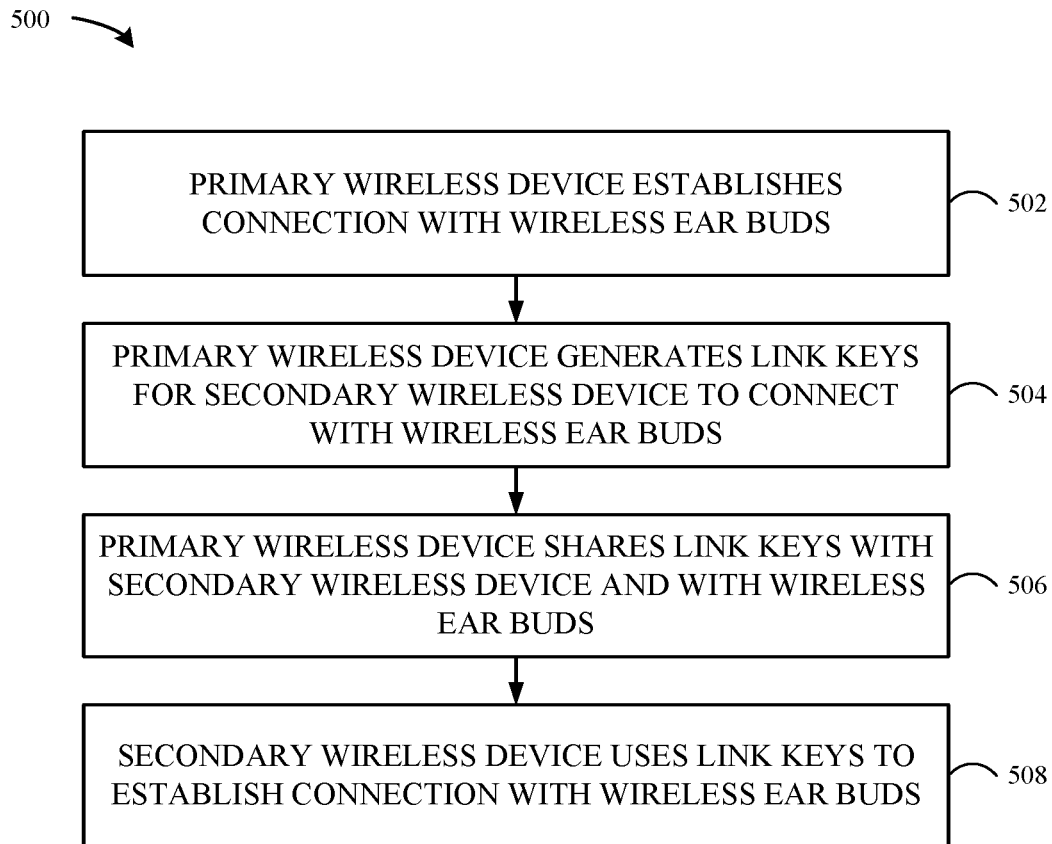 500
PRIMARY WIRELESS DEVICE ESTABLISHES
CONNECTION WITH WIRELESS EAR BUDS
502
PRIMARY WIRELESS DEVICE GENERATES LINK KEYS
FOR SECONDARY WIRELESS DEVICE TO CONNECT
WITH WIRELESS EAR BUDS
504
PRIMARY WIRELESS DEVICE SHARES LINK KEYS WITH
SECONDARY WIRELESS DEVICE AND WITH WIRELESS
EAR BUDS
506
SECONDARY WIRELESS DEVICE USES LINK KEYS TO
ESTABLISH CONNECTION WITH WIRELESS EAR BUDS
508